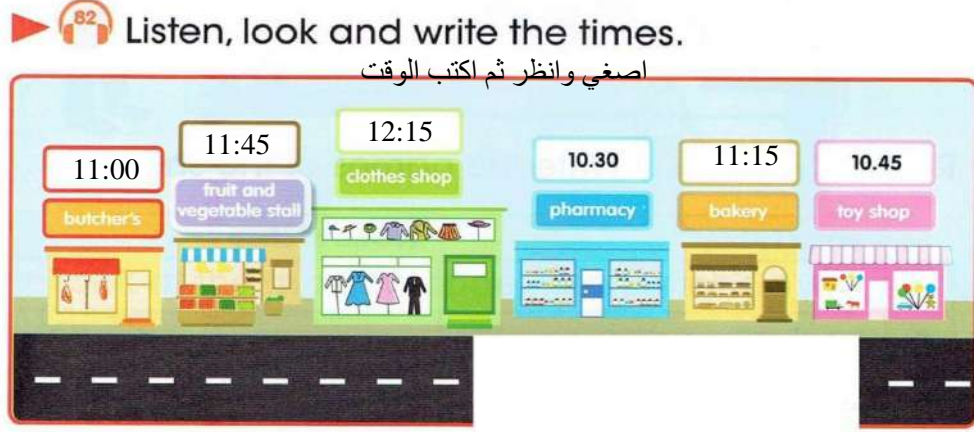 82 Listen, look and write the times.
اصغي وانظر ثم اكتب الوقت
11:00
butcher's
11:45
fruit and
vegetable stall
12:15
clothes shop
10.30
pharmacy
11:15
bakery
10.45
toy shop